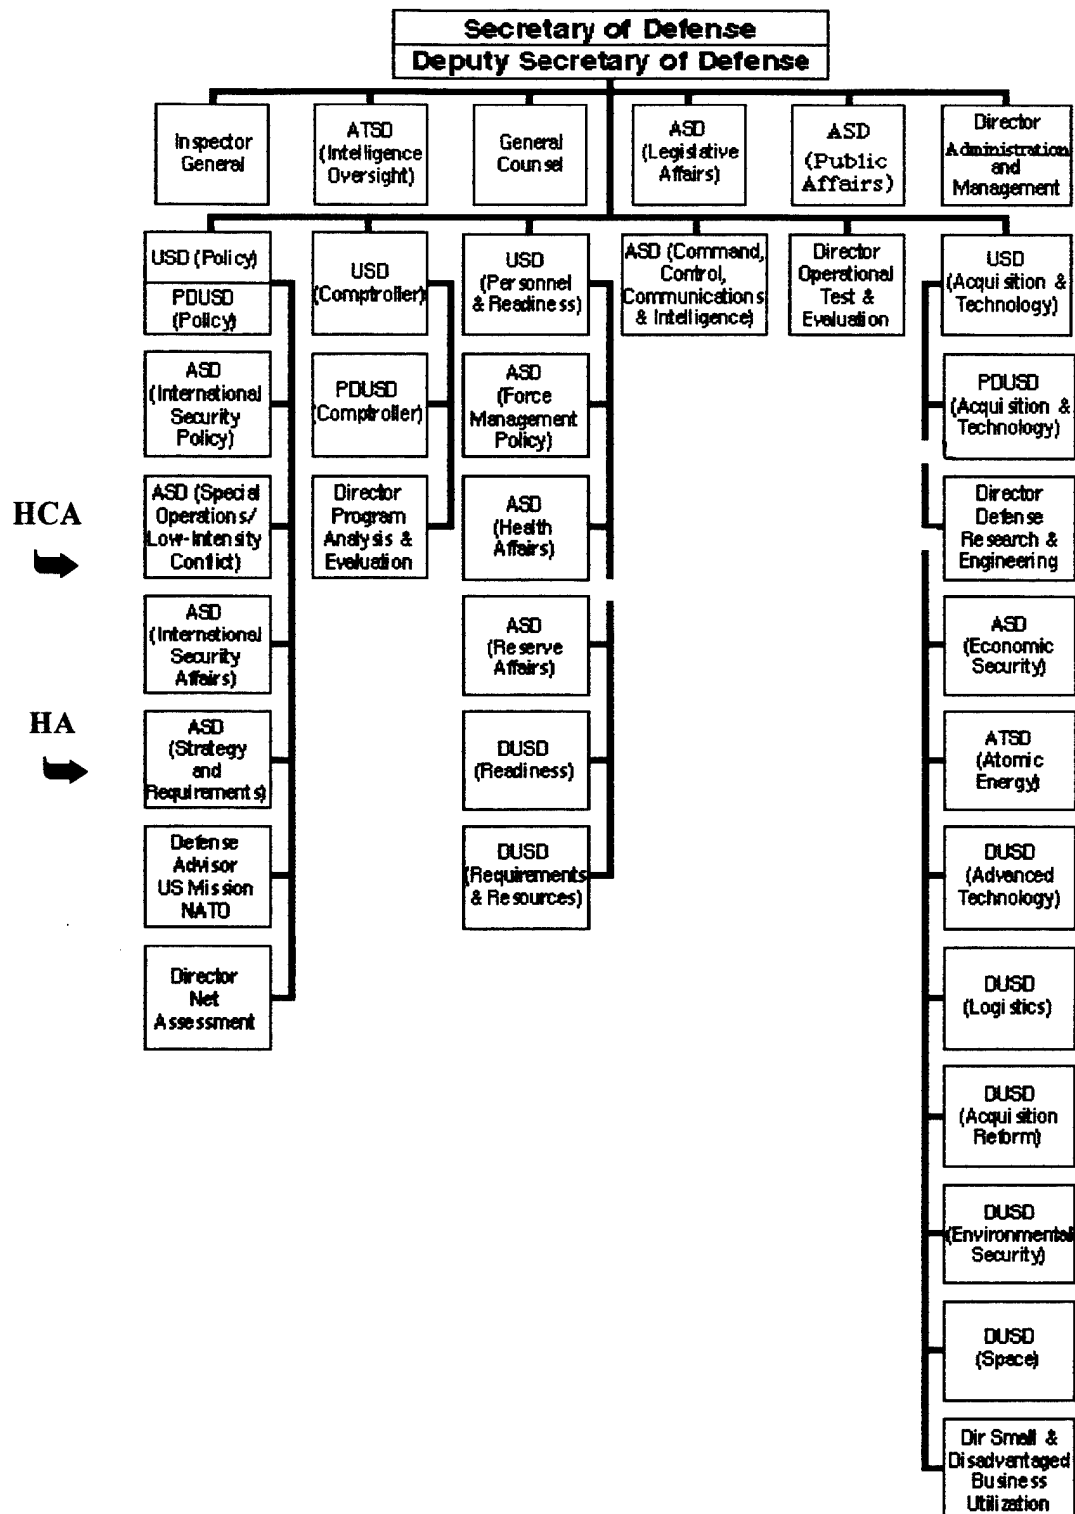 Secretary of Defense
Deputy Secretary of Defense
Inspector
General
ATSD
(Intelligence
Oversight)
General
Counsel
ASD
(Legislative
Affairs)
ASD
(Public
Affairs)
Director
Administration
and
Management
USD (Policy)
PDUSD
(Policy)
ASD
(International
Security
Policy)
HCA
ASD (Special
Operations/
Low-Intensity
Conflict)
ASD
(International
Security
Affairs)
HA
ASD
(Strategy
and
Requirements)
Defense
Advisor
US Mission
NATO
Director
Net
Assessment
USD
(Comptroller)
PDUSD
(Comptroller)
Director
Program
Analysis &
Evaluation
USD
(Personnel
& Readiness)
ASD
(Force
Management
Policy)
ASD
(Health
Affairs)
ASD
(Reserve
Affairs)
DUSD
(Readiness)
DUSD
(Requirements
& Resources)
ASD (Command,
Control,
Communications
& Intelligence)
Director
Operational
Test &
Evaluation
USD
(Acquisition &
Technology)
PDUSD
(Acquisition &
Technology)
Director
Defense
Research &
Engineering
ASD
(Economic
Security)
ATSD
(Atomic
Energy)
DUSD
(Advanced
Technology)
DUSD
(Logistics)
DUSD
(Acquisition
Reform)
DUSD
(Environmental
Security)
DUSD
(Space)
Dir Small &
Disadvantaged
Business
Utilization